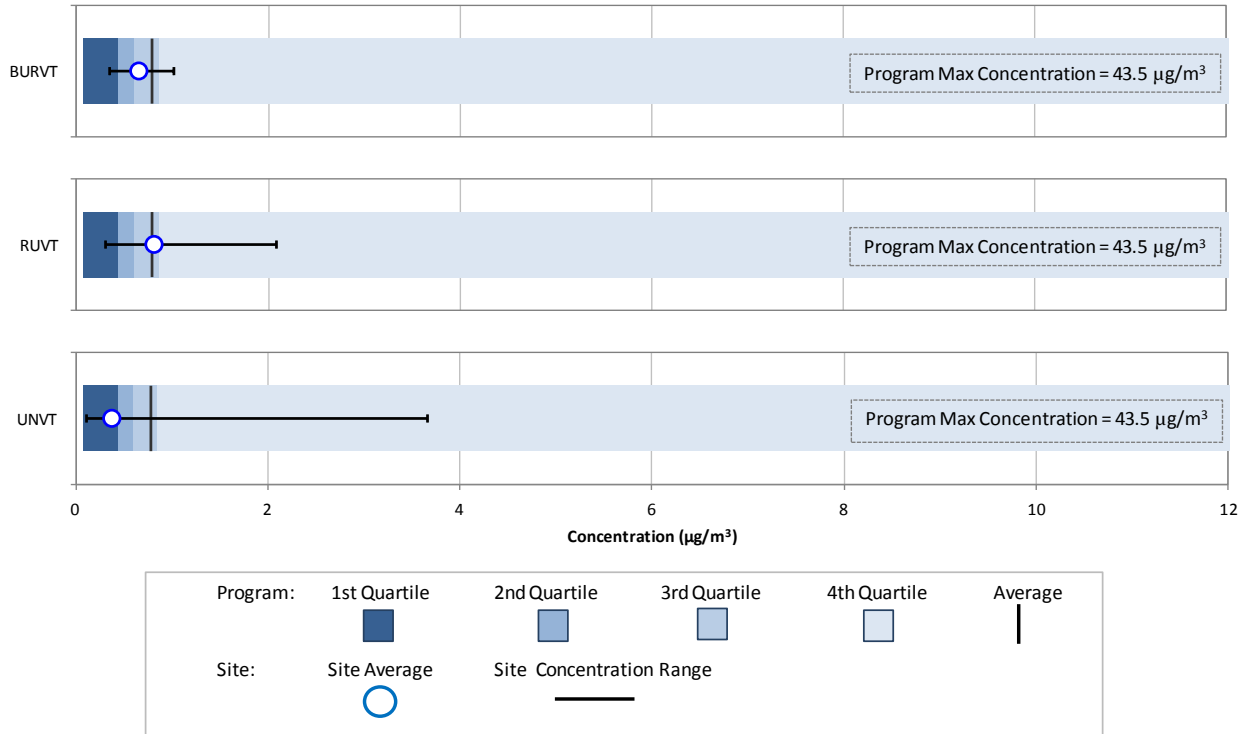 BURVT
Program Max Concentration = 43.5 µg/m³
RUVT
Program Max Concentration = 43.5 µg/m³
UNVT
Program Max Concentration = 43.5 µg/m³
0 2 4 6 8 10 12
Concentration (µg/m³)
Program: 1st Quartile 2nd Quartile 3rd Quartile 4th Quartile Average
Site: Site Average Site Concentration Range